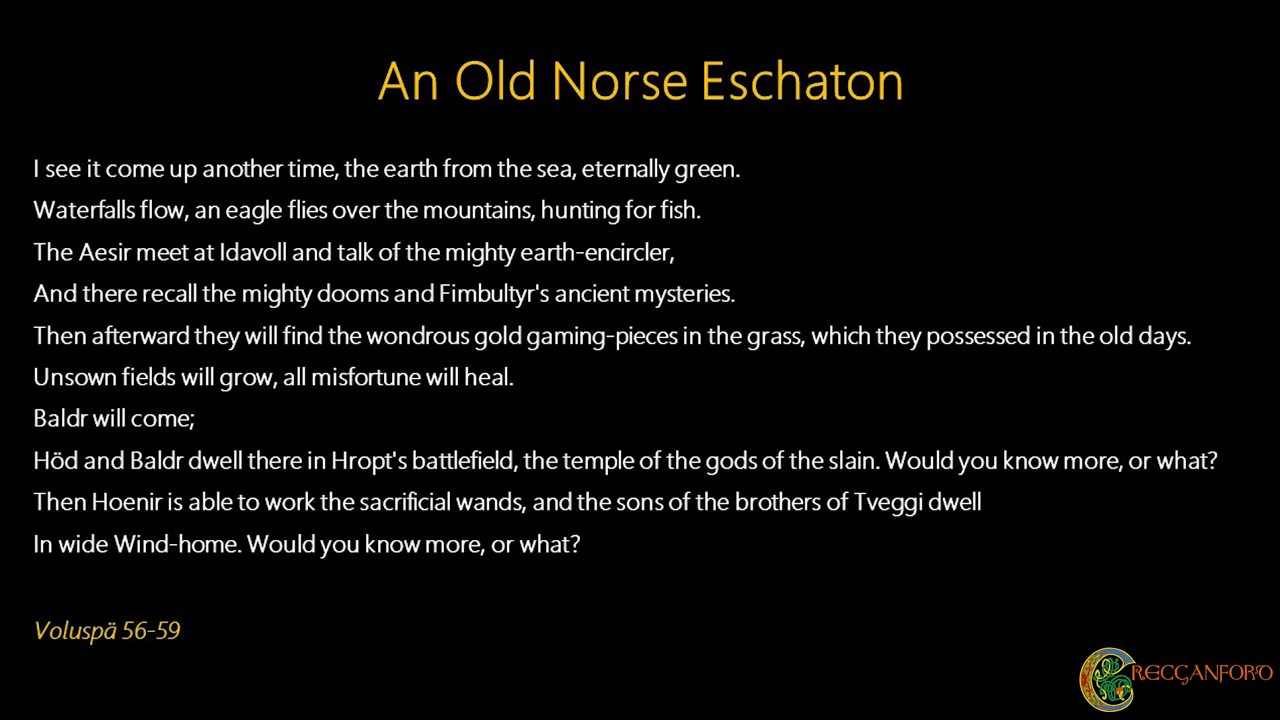 An Old Norse Eschaton
I see it come up another time, the earth from the sea, eternally green.
Waterfalls flow, an eagle flies over the mountains, hunting for fish.
The Aesir meet at Idavoll and talk of the mighty earth-encircler,
And there recall the mighty dooms and Fimbultyr's ancient mysteries.
Then afterward they will find the wondrous gold gaming-pieces in the grass, which they possessed in the old days.
Unsown fields will grow, all misfortune will heal.
Baldr will come;
Höd and Baldr dwell there in Hropt's battlefield, the temple of the gods of the slain. Would you know more, or what?
Then Hoenir is able to work the sacrificial wands, and the sons of the brothers of Tveggi dwell
In wide Wind-home. Would you know more, or what?
Voluspä 56-59
CRECGANFORD